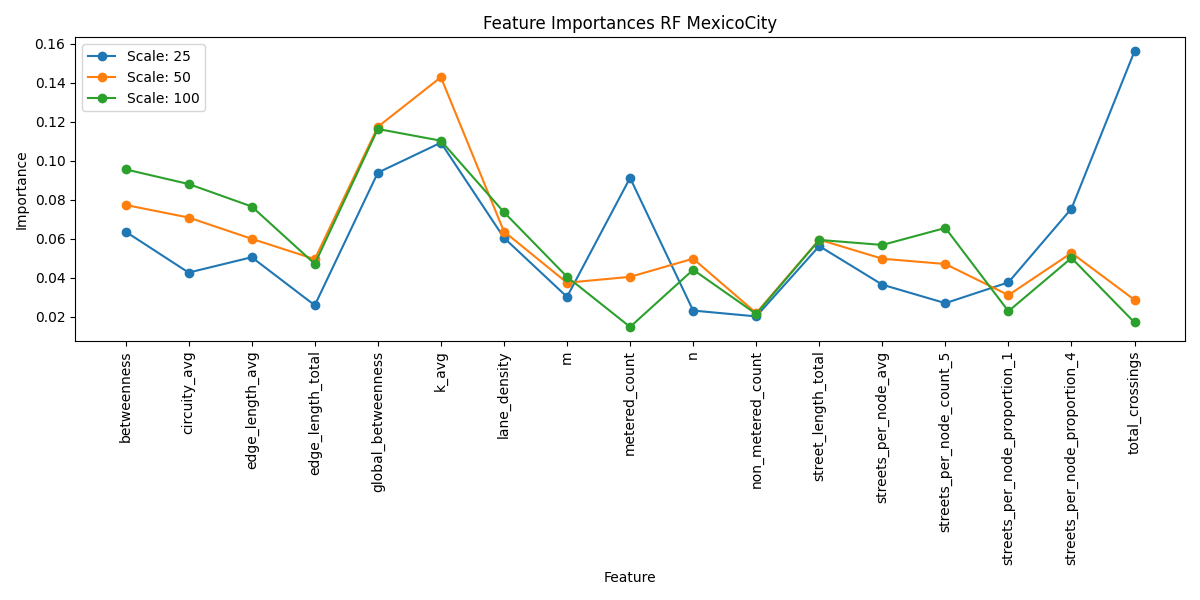 Feature Importances RF MexicoCity
Scale: 25
Scale: 50
Scale: 100
Importance
0.16
0.14
0.12
0.10
0.08
0.06
0.04
0.02
betweenness
circuity_avg
edge_length_avg
edge_length_total
global_betweenness
k_avg
lane_density
m
metered_count
n
non_metered_count
street_length_total
streets_per_node_avg
streets_per_node_count_5
streets_per_node_proportion_1
streets_per_node_proportion_4
total_crossings
Feature